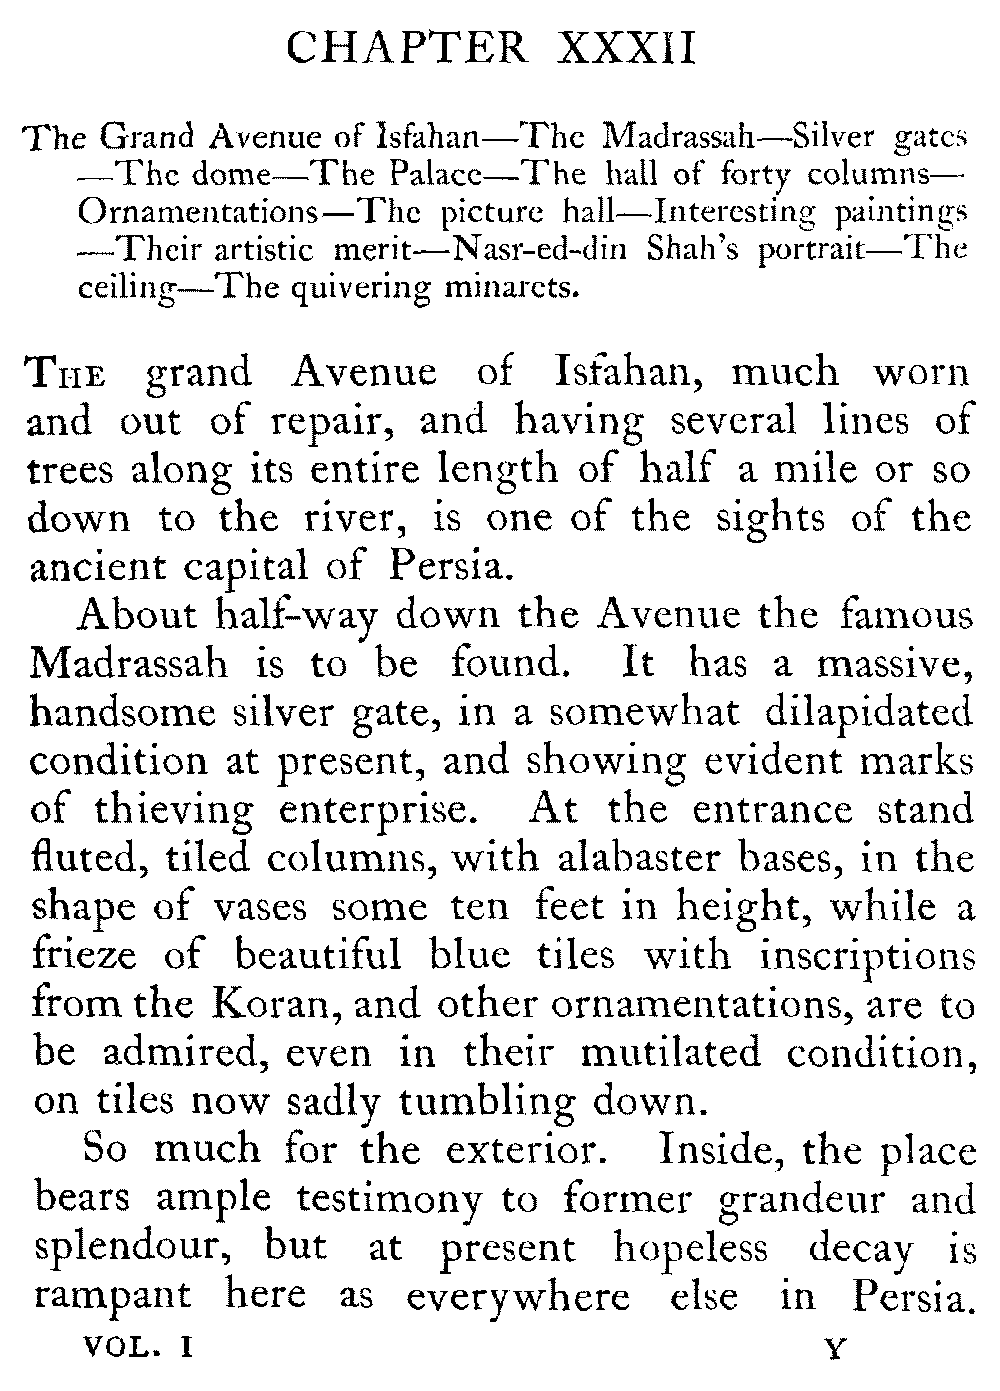 CHAPTER XXXII
The Grand Avenue of Isfahan—The Madrassah—Silver gates
—The dome—The Palace—The hall of forty columns—
Ornamentations—The picture hall—Interesting paintings
—Their artistic merit—Nasr-ed-din Shah's portrait—The
ceiling—The quivering minarets.
THE grand Avenue of Isfahan, much worn
and out of repair, and having several lines of
trees along its entire length of half a mile or so
down to the river, is one of the sights of the
ancient capital of Persia.
About half-way down the Avenue the famous
Madrassah is to be found. It has a massive,
handsome silver gate, in a somewhat dilapidated
condition at present, and showing evident marks
of thieving enterprise. At the entrance stand
fluted, tiled columns, with alabaster bases, in the
shape of vases some ten feet in height, while a
frieze of beautiful blue tiles with inscriptions
from the Koran, and other ornamentations, are to
be admired, even in their mutilated condition,
on tiles now sadly tumbling down.
So much for the exterior. Inside, the place
bears ample testimony to former grandeur and
splendour, but at present hopeless decay is
rampant here as everywhere else in Persia.
VOL. I Y